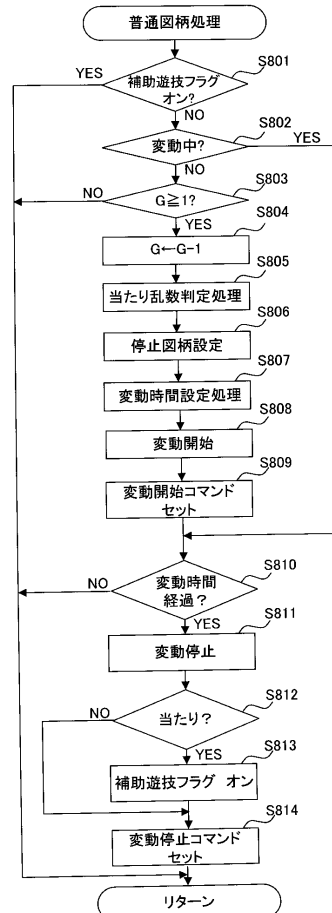 普通図柄処理
S801
YES
補助遊技フラグ
オン?
NO
S802
変動中?
YES
NO
S803
NO
G≧1?
YES
S804
G←G-1
S805
当たり乱数判定処理
S806
停止図柄設定
S807
変動時間設定処理
S808
変動開始
S809
変動開始コマンド
セット
S810
NO
変動時間
経過？
YES
S811
変動停止
S812
NO
当たり？
YES
S813
補助遊技フラグ オン
S814
変動停止コマンド
セット
リターン